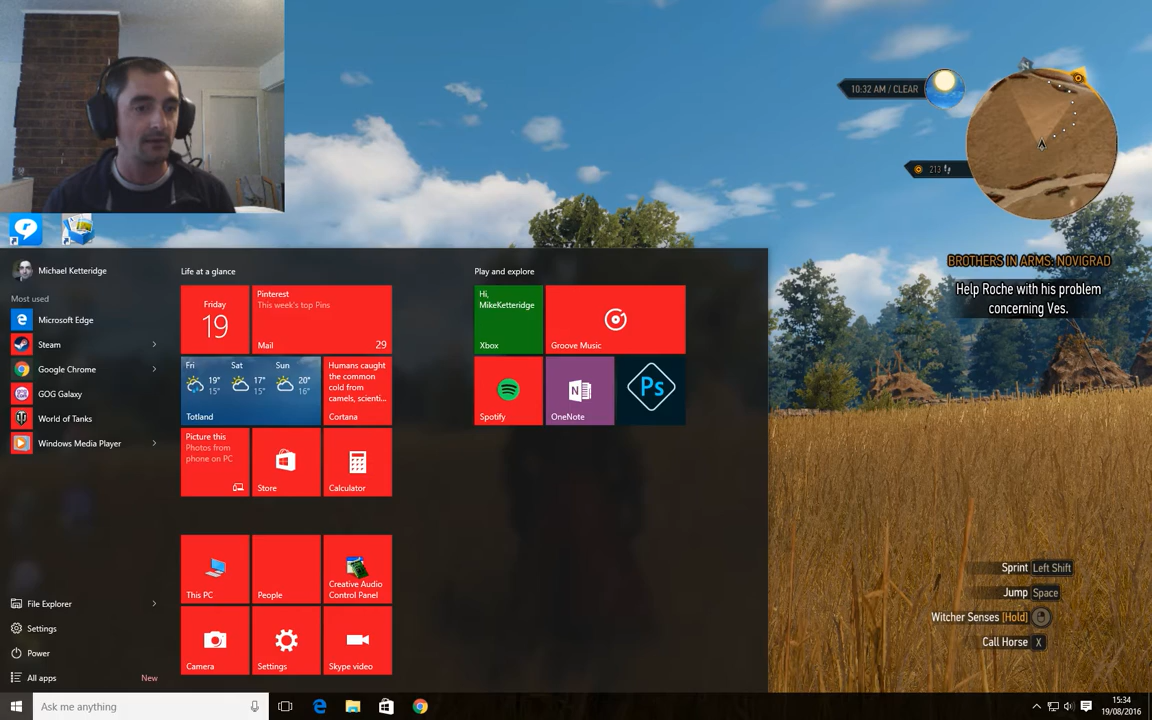 10:32 AM / CLEAR
213
BROTHERS IN ARMS: NOVIGRAD
Help Roche with his problem
concerning Ves.
Michael Ketteridge
Most used
Microsoft Edge
Steam
Google Chrome
GOG Galaxy
World of Tanks
Windows Media Player
File Explorer
Settings
Power
All apps
New
Life at a glance
Friday
19
Pinterest
This week's top Pins
Mail
29
Fri
Sat
Sun
19°
15°
17°
15°
20°
16°
Totland
Humans caught
the common
cold from
camels, scienti...
Cortana
Picture this
Photos from
phone on PC
Store
Calculator
This PC
People
Creative Audio
Control Panel
Camera
Settings
Skype video
Play and explore
Hi,
MikeKetteridge
Xbox
Groove Music
Spotify
N
OneNote
Ps
Sprint Left Shift
Jump Space
Witcher Senses [Hold]
Call Horse X
Ask me anything
15:34
19/08/2016